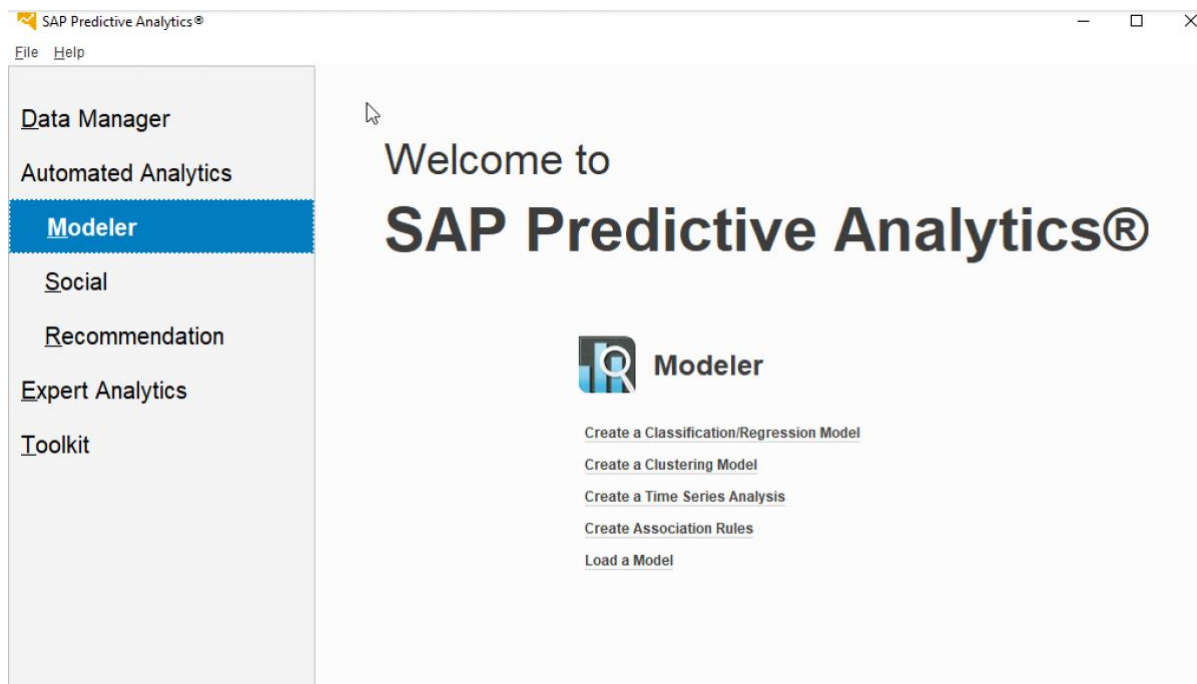 SAP Predictive Analytics®
File Help
Data Manager
Automated Analytics
Modeler
Social
Recommendation
Expert Analytics
Toolkit
Welcome to
SAP Predictive Analytics®
Modeler
Create a Classification/Regression Model
Create a Clustering Model
Create a Time Series Analysis
Create Association Rules
Load a Model